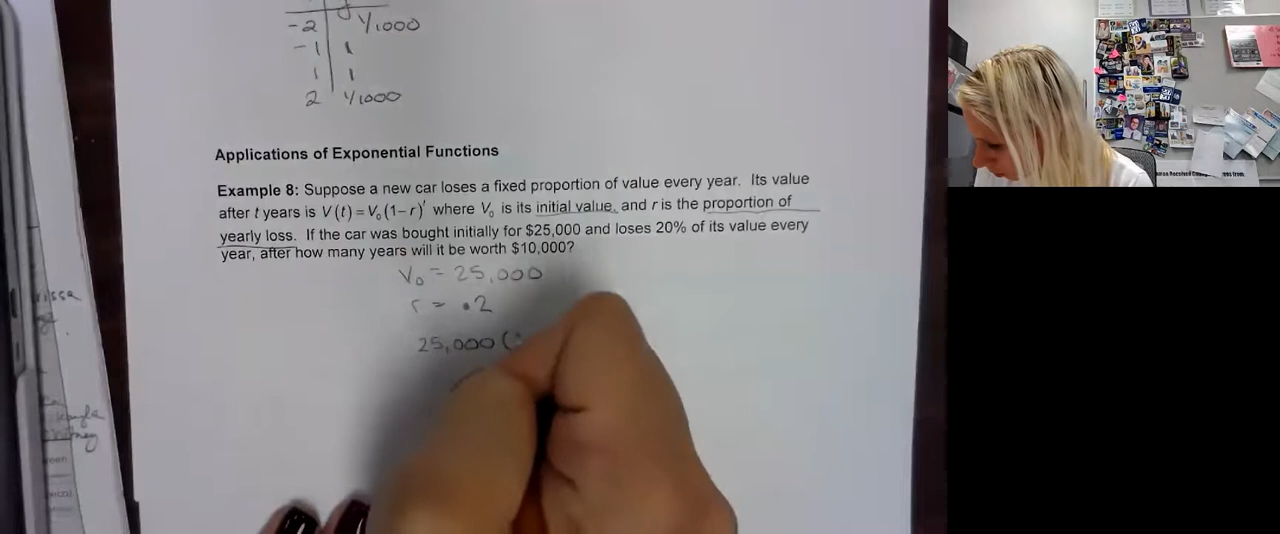 -2 1/1000
-1 1
1 1
2 1/1000
Applications of Exponential Functions
Example 8: Suppose a new car loses a fixed proportion of value every year. Its value
after t years is V(t) = V₀(1−r)ᵗ where V₀ is its initial value, and r is the proportion of
yearly loss. If the car was bought initially for $25,000 and loses 20% of its value every
year, after how many years will it be worth $10,000?
V₀ = 25,000
r = .2
25,000 (